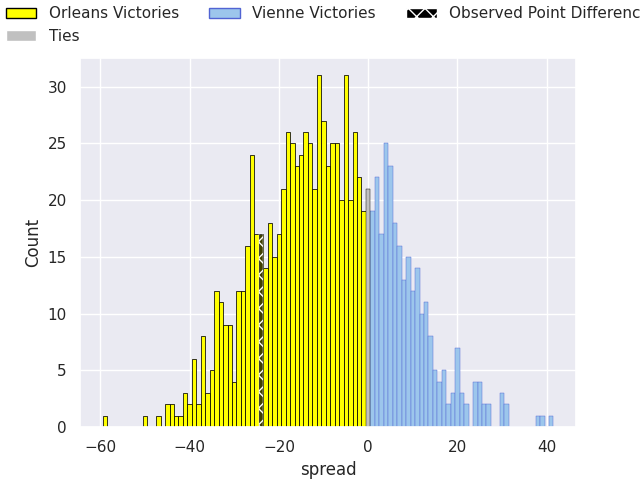 Orleans Victories
Vienne Victories
Observed Point Differenc
Ties
30
25
20
15
10
5
0
Count
−60
−40
−20
0
20
40
spread